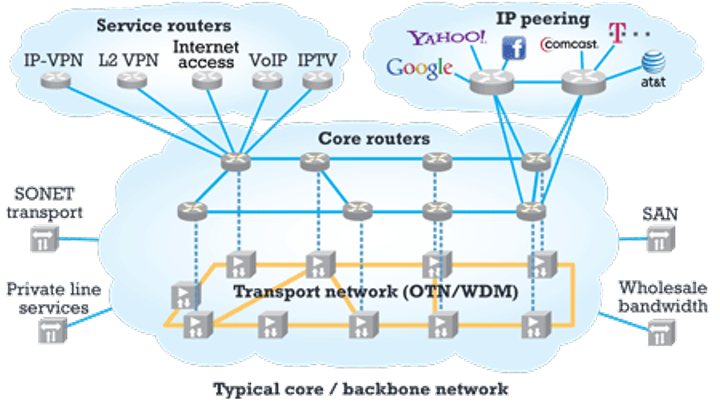 Service routers
IP-VPN
L2 VPN
Internet
access
VoIP
IPTV
IP peering
YAHOO!
f
comcast.
T
Google
at&t
Core routers
SONET
transport
SAN
Private line
services
Transport network (OTN/WDM)
Wholesale
bandwidth
Typical core / backbone network